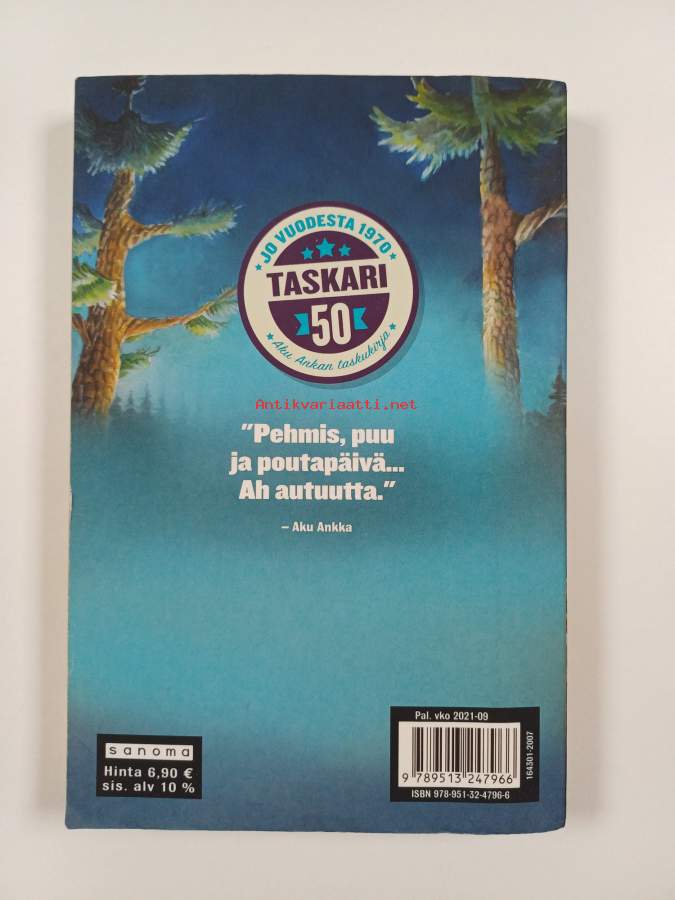 JO VUODESTA 1970
TASKARI
50
Aku Ankan taskukirja
Antikvariaatti.net
"Pehmis, puu
ja poutapäivä...
Ah autuutta."
– Aku Ankka
sanoma
Hinta 6,90 €
sis. alv 10 %
Pal. vko 2021-09
9 789513 247966
ISBN 978-951-32-4796-6
164301-2007